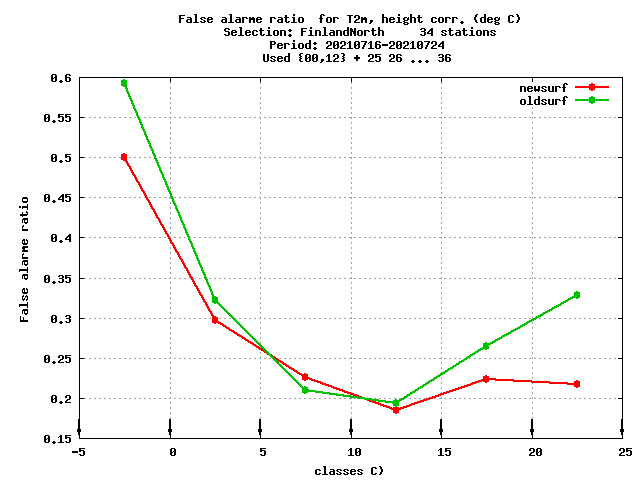 False alarme ratio  for T2m, height corr. (deg C)
Selection: FinlandNorth     34 stations
Period: 20210716-20210724
Used {00,12} + 25 26 ... 36
newsurf
oldsurf
0.6
0.55
0.5
0.45
0.4
0.35
0.3
0.25
0.2
0.15
False alarme ratio
-5 0 5 10 15 20 25
classes C)